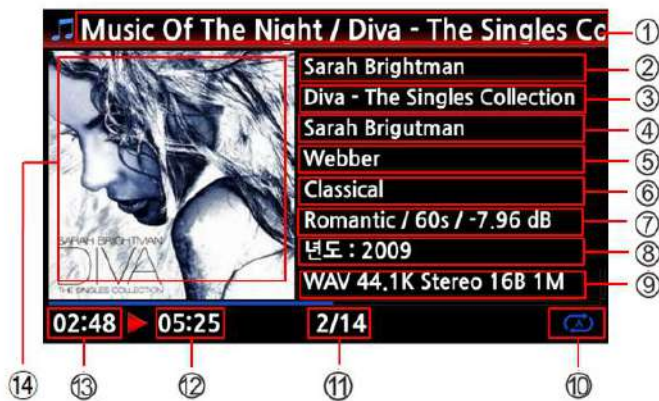 Music Of The Night / Diva - The Singles Co
①
Sarah Brightman
②
Diva - The Singles Collection
③
Sarah Brigutman
④
Webber
⑤
Classical
⑥
Romantic / 60s / -7.96 dB
⑦
년도 : 2009
⑧
WAV 44.1K Stereo 16B 1M
⑨
SARAH BRIGHTMAN
DIVA
THE SINGLES COLLECTION
02:48 05:25 2/14
⑭ ⑬ ⑫ ⑪ ⑩